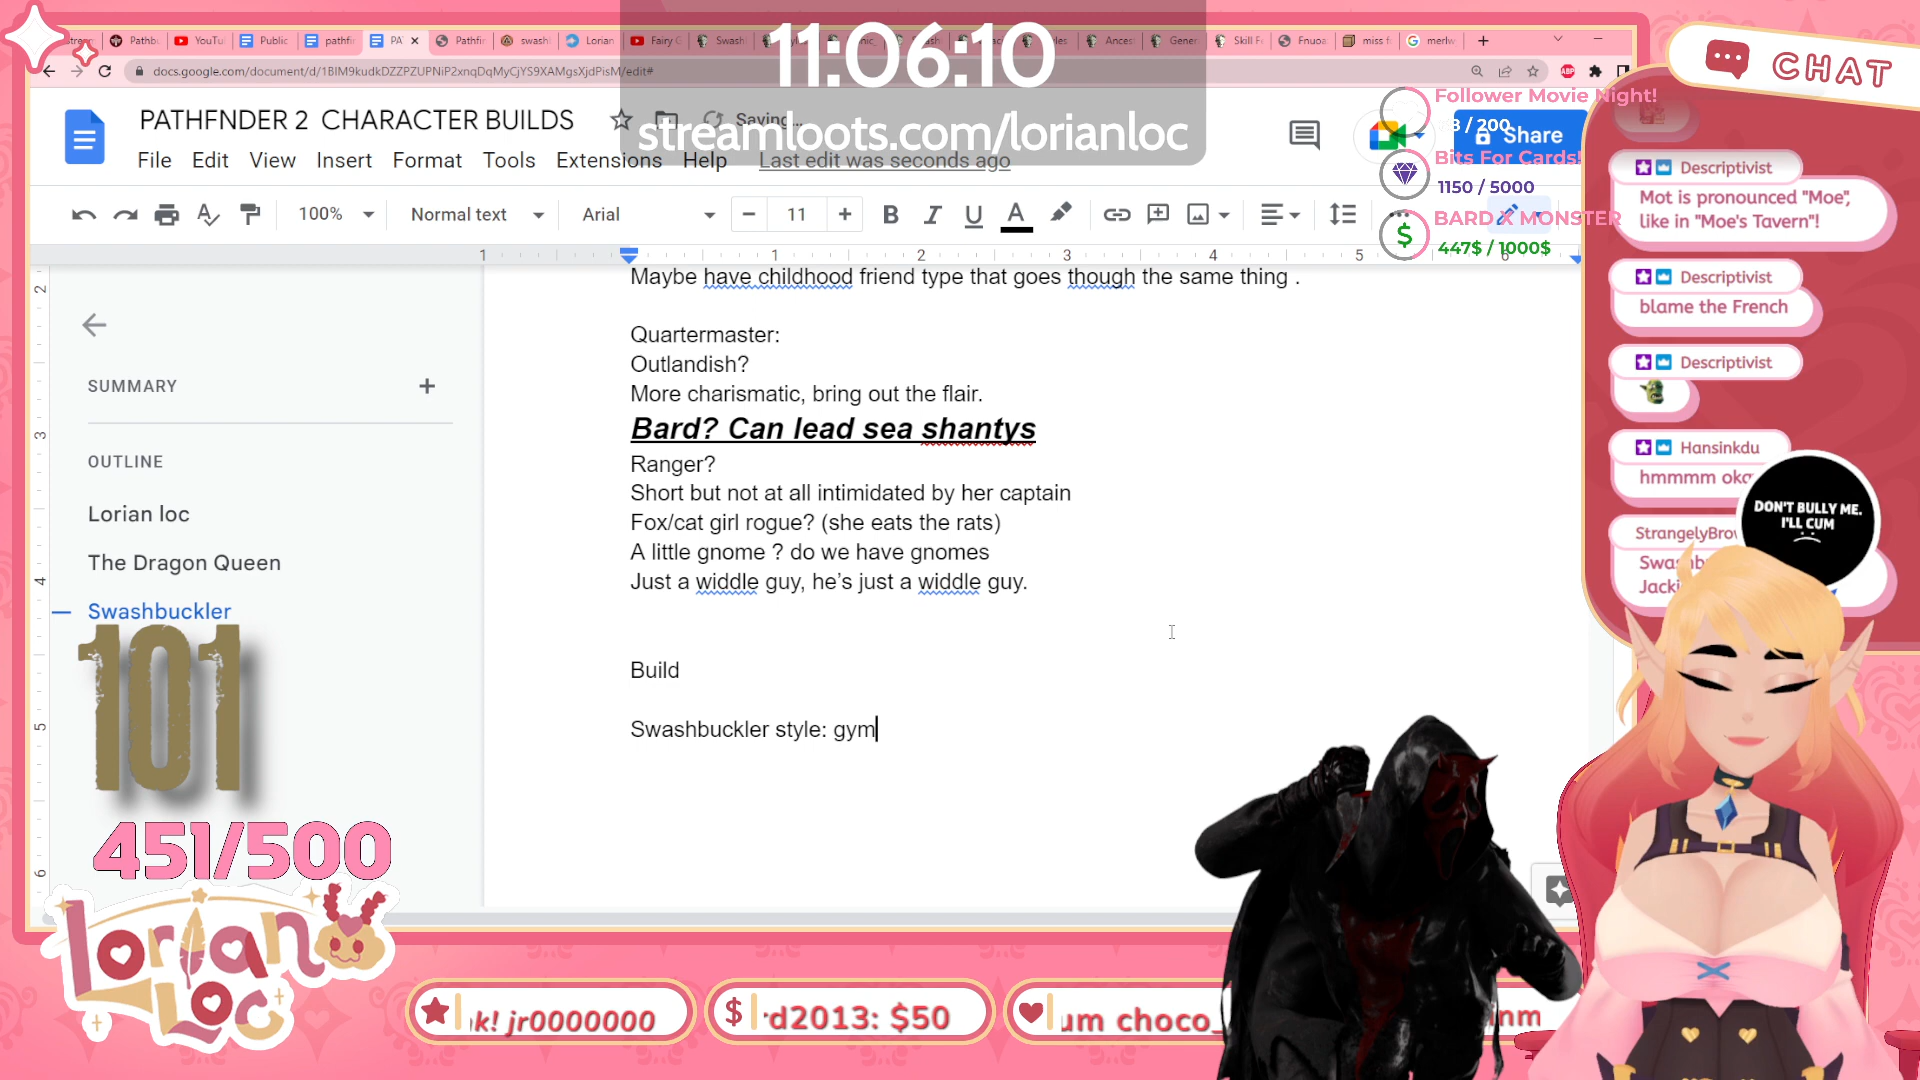 11:06:10
streamloots.com/lorianloc
docs.google.com/document/d/1BIM9kudkDZZPZUPNiP2xnqDqMyCjYS9XAMgsXjdPisM/edit#
PATHFNDER 2 CHARACTER BUILDS
Saving...
File Edit View Insert Format Tools Extensions Help Last edit was seconds ago
Share
Follower Movie Night!
/ 200
Bits For Cards!
1150 / 5000
BARD X MONSTER
447$ / 1000$
100% Normal text Arial 11
Maybe have childhood friend type that goes though the same thing .
Quartermaster:
Outlandish?
More charismatic, bring out the flair.
Bard? Can lead sea shantys
Ranger?
Short but not at all intimidated by her captain
Fox/cat girl rogue? (she eats the rats)
A little gnome ? do we have gnomes
Just a widdle guy, he's just a widdle guy.
Build
Swashbuckler style: gym
SUMMARY
OUTLINE
Lorian loc
The Dragon Queen
Swashbuckler
101
451/500
Lorian
Loc
CHAT
Descriptivist
Mot is pronounced "Moe",
like in "Moe's Tavern"!
Descriptivist
blame the French
Descriptivist
Hansinkdu
hmmmm
DON'T BULLY ME.
I'LL CUM
k! jr0000000
d2013: $50
um choco_